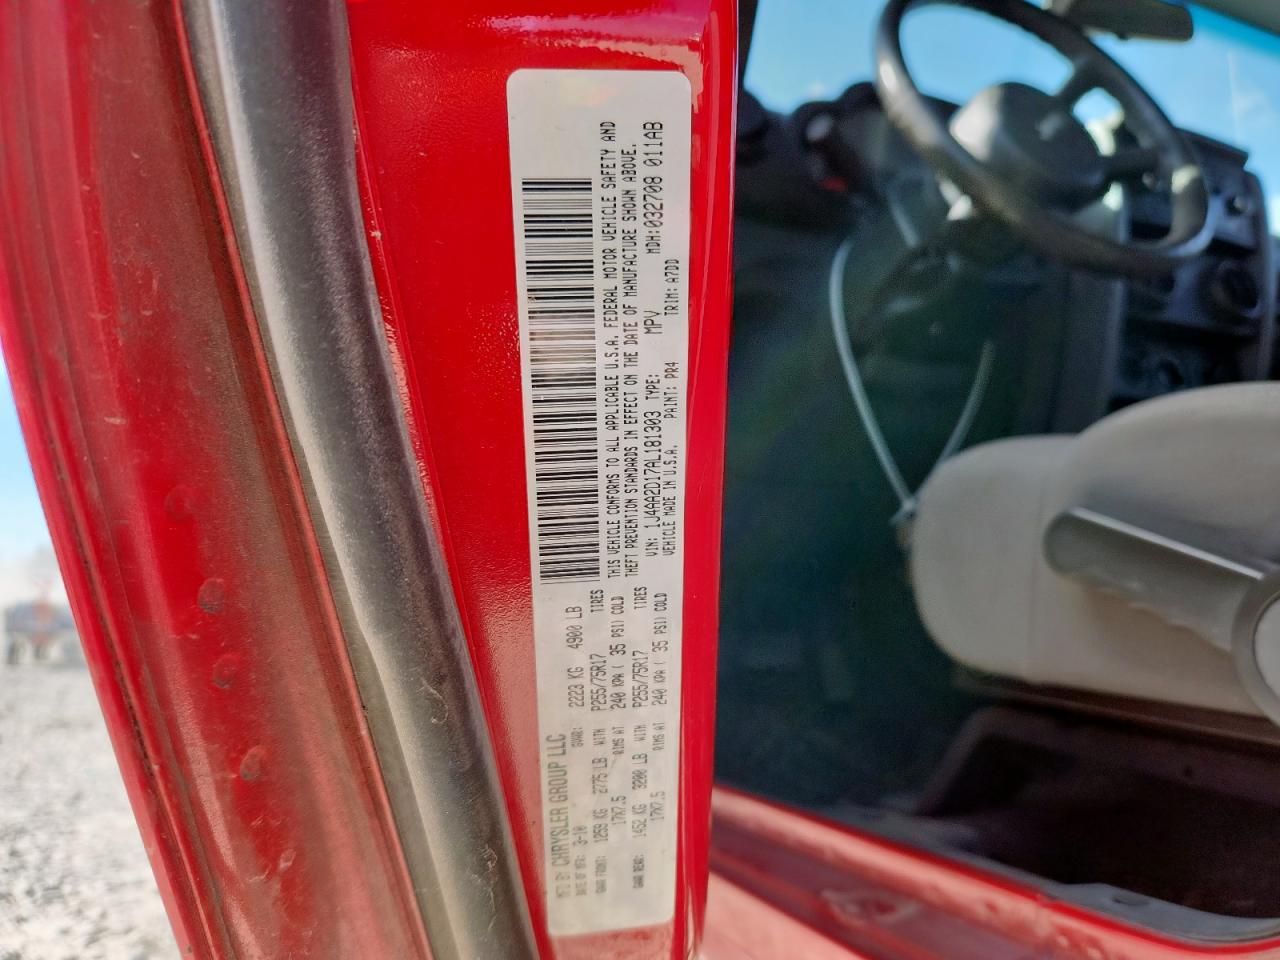 MFD BY CHRYSLER GROUP LLC
DATE OF MFG: 3-10 GVWR: 2223 KG 4900 LB
GAWR FRONT: 1259 KG 2775 LB WITH P255/75R17 TIRES
17X7.5 RIMS AT 240 KPA ( 35 PSI) COLD
GAWR REAR: 1452 KG 3200 LB WITH P255/75R17 TIRES
17X7.5 RIMS AT 240 KPA ( 35 PSI) COLD
THIS VEHICLE CONFORMS TO ALL APPLICABLE U.S.A. FEDERAL MOTOR VEHICLE SAFETY AND
THEFT PREVENTION STANDARDS IN EFFECT ON THE DATE OF MANUFACTURE SHOWN ABOVE.
VIN: 1J4AA2D17AL181303 TYPE: MPV MDH:032708 011AB
VEHICLE MADE IN U.S.A. PAINT: PR4 TRIM: A7DD